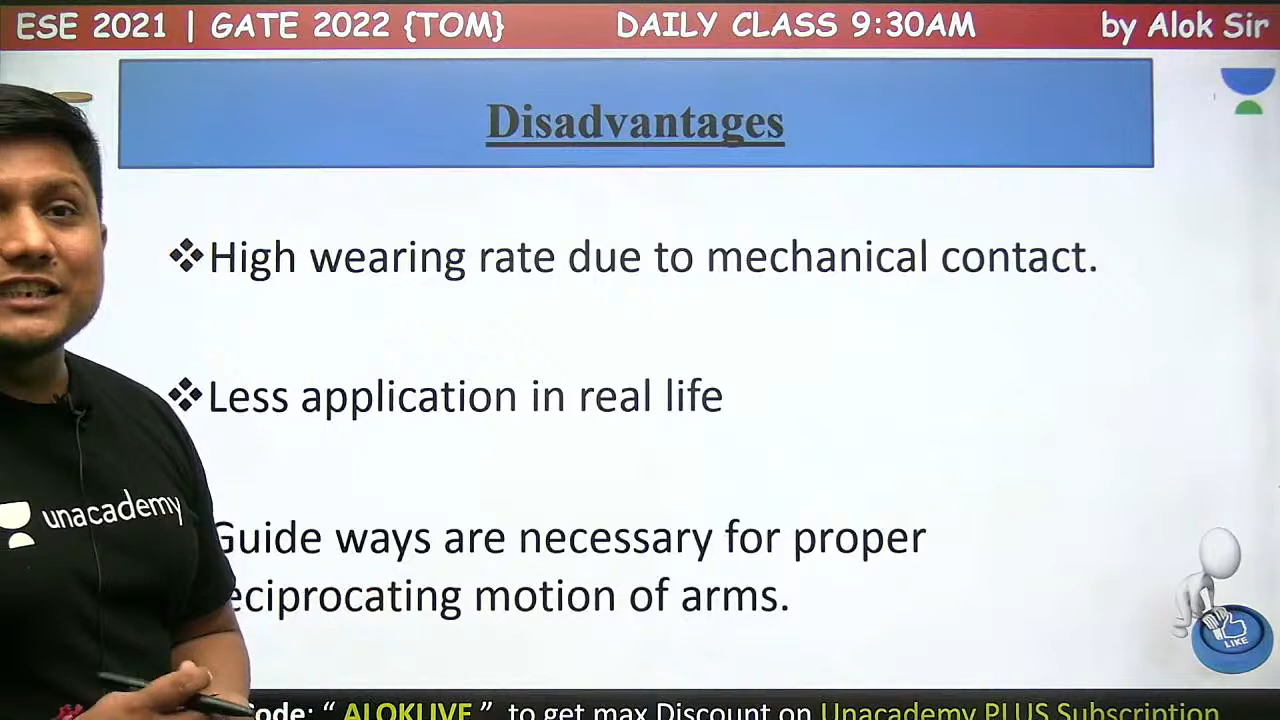 ESE 2021 | GATE 2022 {TOM} DAILY CLASS 9:30AM by Alok Sir
Disadvantages
❖High wearing rate due to mechanical contact.
❖Less application in real life
Guide ways are necessary for proper
reciprocating motion of arms.
unacademy
LIKE
Code: “ ALOKLIVE ” to get max Discount on Unacademy PLUS Subscription